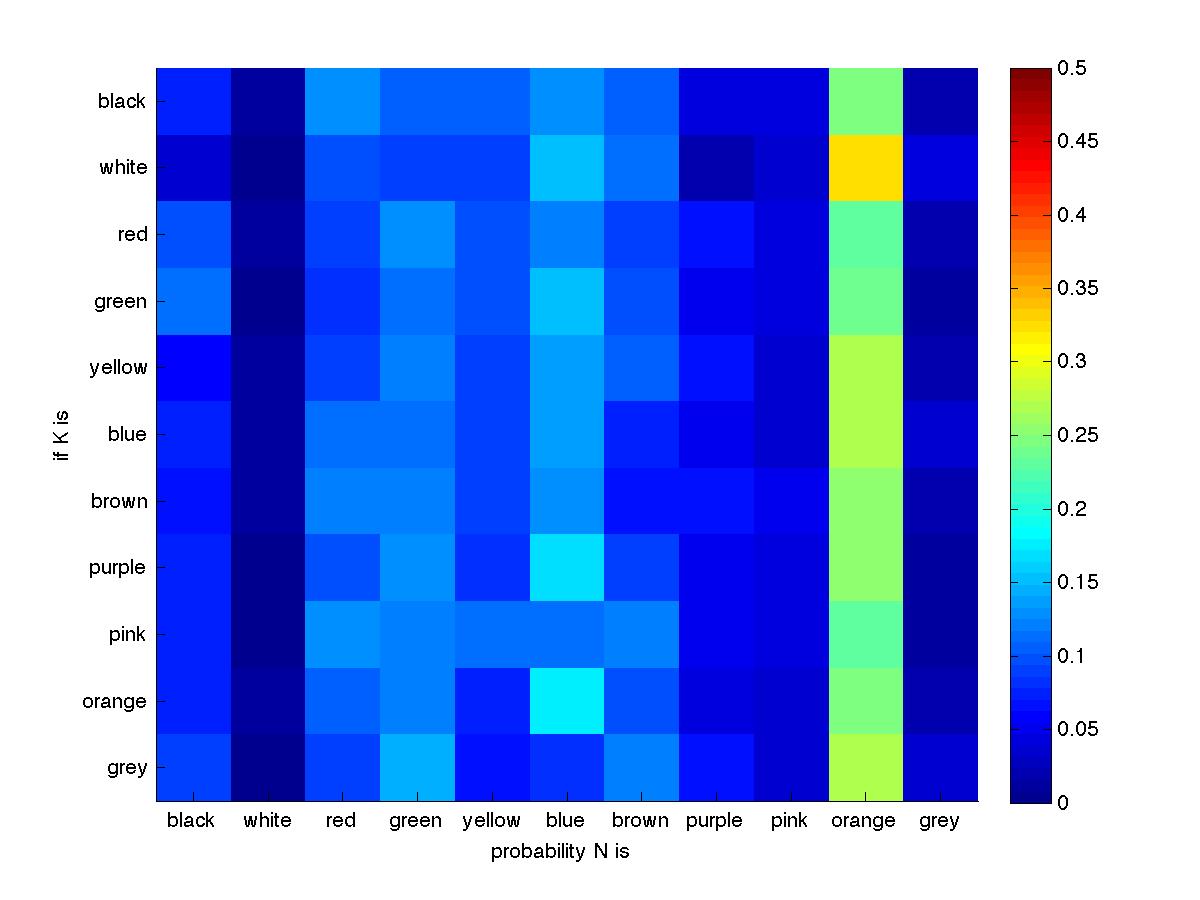 black
white
red
green
yellow
blue
brown
purple
pink
orange
grey
if K is
black white red green yellow blue brown purple pink orange grey
probability N is
0.5
0.45
0.4
0.35
0.3
0.25
0.2
0.15
0.1
0.05
0